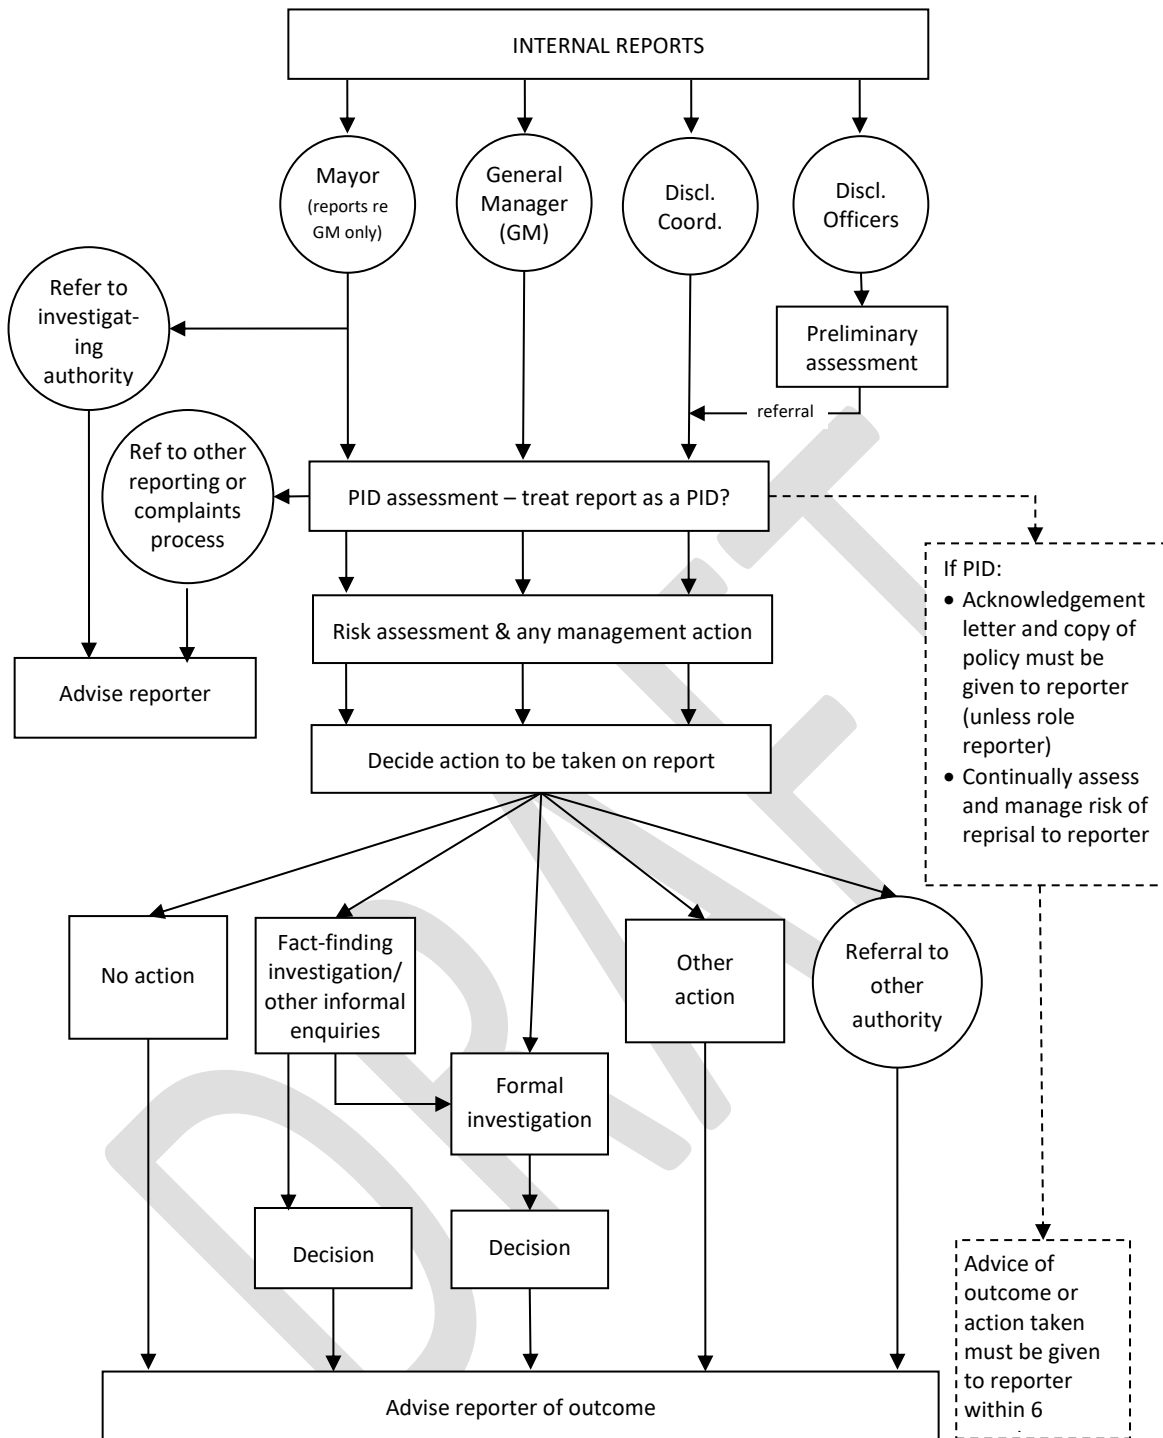 INTERNAL REPORTS
Mayor
(reports re
GM only)
General
Manager
(GM)
Discl.
Coord.
Discl.
Officers
Refer to
investigat-
ing
authority
Preliminary
assessment
referral
Ref to other
reporting or
complaints
process
PID assessment – treat report as a PID?
If PID:
• Acknowledgement
letter and copy of
policy must be
given to reporter
(unless role
reporter)
• Continually assess
and manage risk of
reprisal to reporter
Risk assessment & any management action
Advise reporter
Decide action to be taken on report
No action
Fact-finding
investigation/
other informal
enquiries
Other
action
Referral to
other
authority
Formal
investigation
Decision
Decision
Advice of
outcome or
action taken
must be given
to reporter
within 6
Advise reporter of outcome
DRAFT